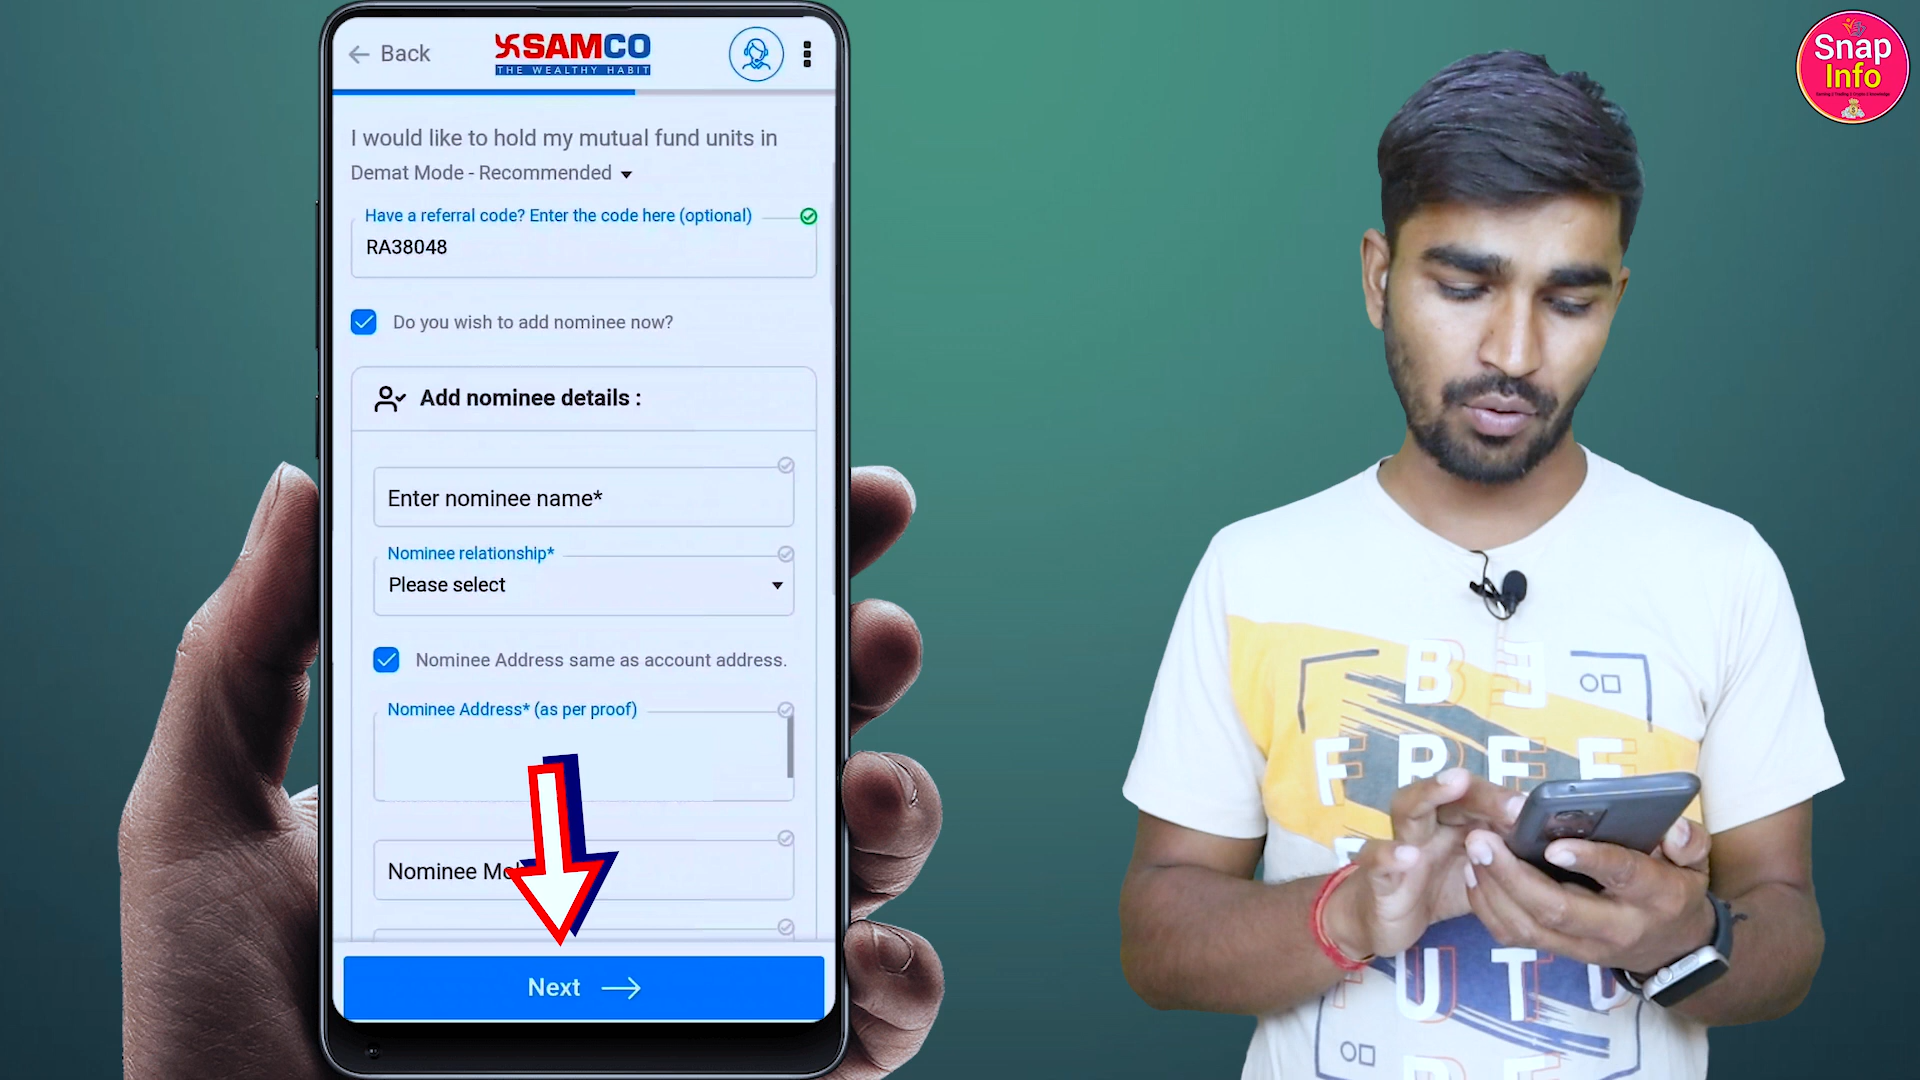 Back
SAMCO
THE WEALTHY HABIT
I would like to hold my mutual fund units in
Demat Mode - Recommended
Have a referral code? Enter the code here (optional)
RA38048
Do you wish to add nominee now?
Add nominee details :
Enter nominee name*
Nominee relationship*
Please select
Nominee Address same as account address.
Nominee Address* (as per proof)
Nominee Mo
Next
Snap
Info
BE
FREE
FUTU